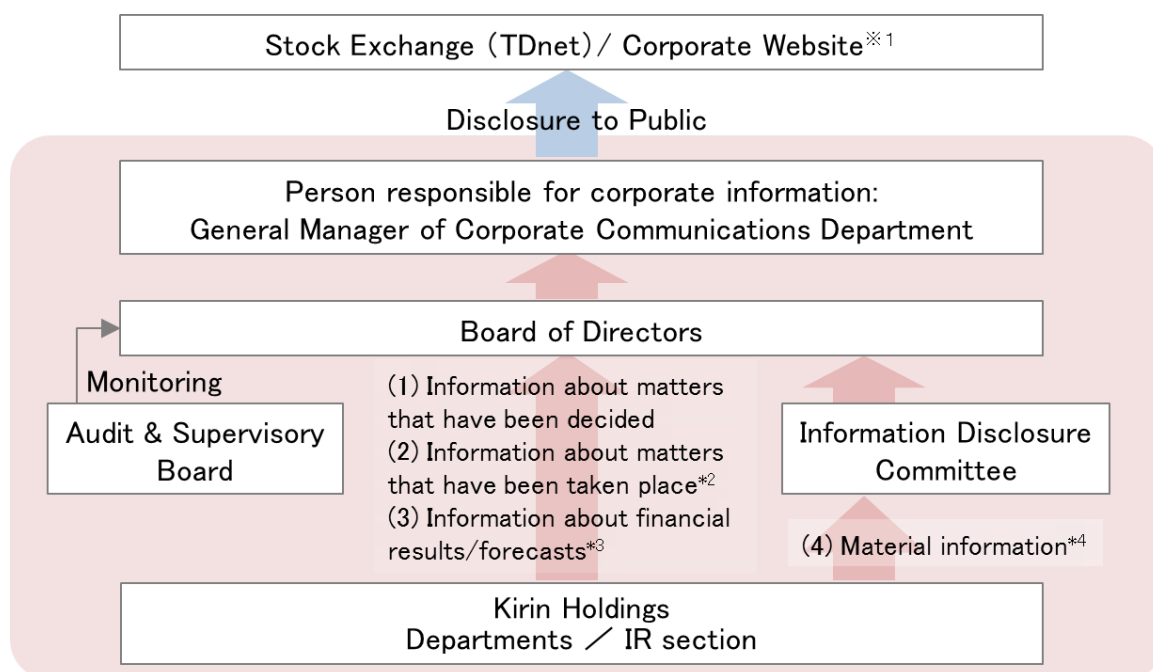 Stock Exchange (TDnet)/ Corporate Website※1
Disclosure to Public
Person responsible for corporate information:
General Manager of Corporate Communications Department
Board of Directors
Monitoring
Audit & Supervisory
Board
(1) Information about matters
that have been decided
(2) Information about matters
that have been taken place*2
(3) Information about financial
results/forecasts*3
Information Disclosure
Committee
(4) Material information*4
Kirin Holdings
Departments ／ IR section